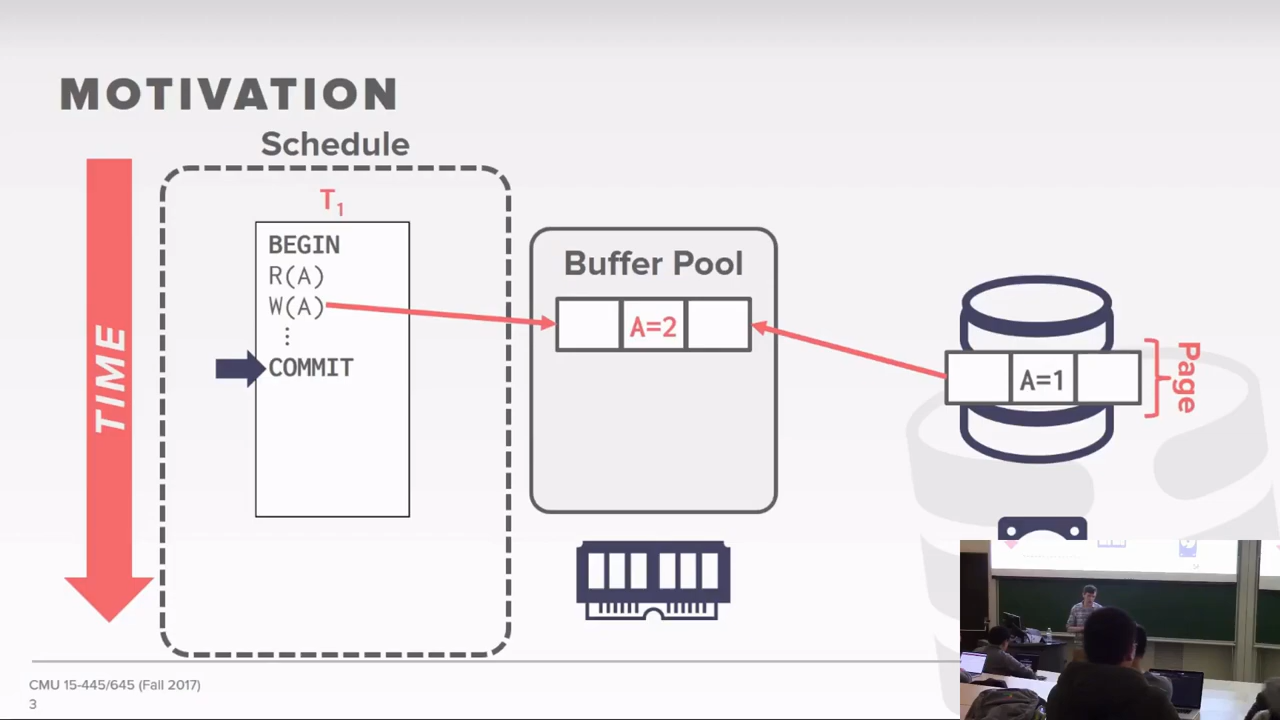 MOTIVATION
Schedule
TIME
T1
BEGIN
R(A)
W(A)
⋮
COMMIT
Buffer Pool
A=2
A=1
Page
CMU 15-445/645 (Fall 2017)
3